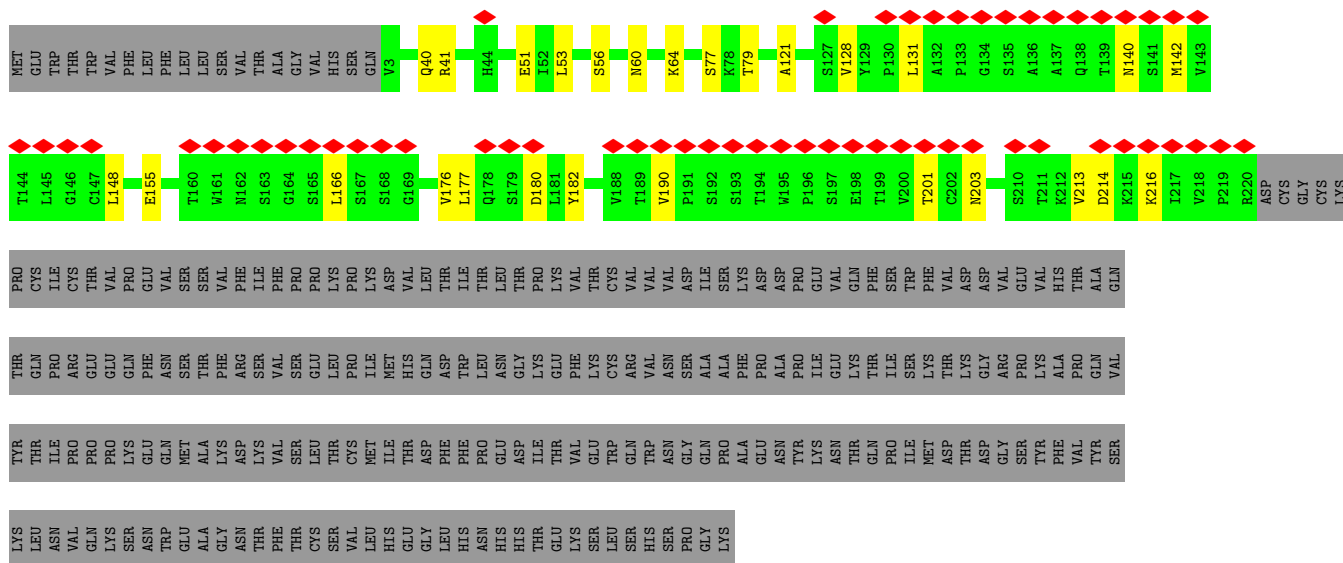 MET GLU TRP THR TRP VAL PHE LEU PHE LEU LEU SER VAL THR ALA GLY VAL HIS SER GLN V3 Q40 R41 H44 E51 I52 L53 S56 N60 K64 S77 K78 T79 A121 S127 V128 Y129 P130 L131 A132 P133 G134 S135 A136 A137 Q138 T139 N140 S141 M142 V143
T144 L145 G146 C147 L148 E155 T160 W161 N162 S163 G164 S165 L166 S167 S168 G169 V176 L177 Q178 S179 D180 L181 Y182 V188 T189 V190 P191 S192 S193 T194 W195 P196 S197 E198 T199 V200 T201 C202 N203 S210 T211 K212 V213 D214 K215 K216 I217 V218 P219 R220 ASP CYS GLY CYS LYS
PRO CYS ILE CYS THR VAL PRO GLU VAL SER SER VAL PHE ILE PHE PRO PRO LYS PRO LYS ASP VAL LEU THR ILE THR LEU THR PRO LYS VAL THR CYS VAL VAL VAL ASP ILE SER LYS ASP ASP PRO GLU VAL GLN PHE SER TRP PHE VAL ASP ASP VAL GLU VAL HIS THR ALA GLN
THR GLN PRO ARG GLU GLU GLN PHE ASN SER THR PHE ARG SER VAL SER GLU LEU PRO ILE MET HIS GLN ASP TRP LEU ASN GLY LYS GLU PHE LYS CYS ARG VAL ASN SER ALA ALA PHE PRO ALA PRO ILE GLU LYS THR ILE SER LYS THR LYS GLY ARG PRO LYS ALA PRO GLN VAL
TYR THR ILE PRO PRO PRO LYS GLU GLN MET ALA LYS ASP LYS VAL SER LEU THR CYS MET ILE THR ASP PHE PHE PRO GLU ASP ILE THR VAL GLU TRP GLN TRP ASN GLY GLN PRO ALA GLU ASN TYR LYS ASN THR GLN PRO ILE MET ASP THR ASP GLY SER TYR PHE VAL TYR SER
LYS LEU ASN VAL GLN LYS SER ASN TRP GLU ALA GLY ASN THR PHE THR CYS SER VAL LEU HIS GLU GLY LEU HIS ASN HIS HIS THR GLU LYS SER LEU SER HIS SER PRO GLY LYS